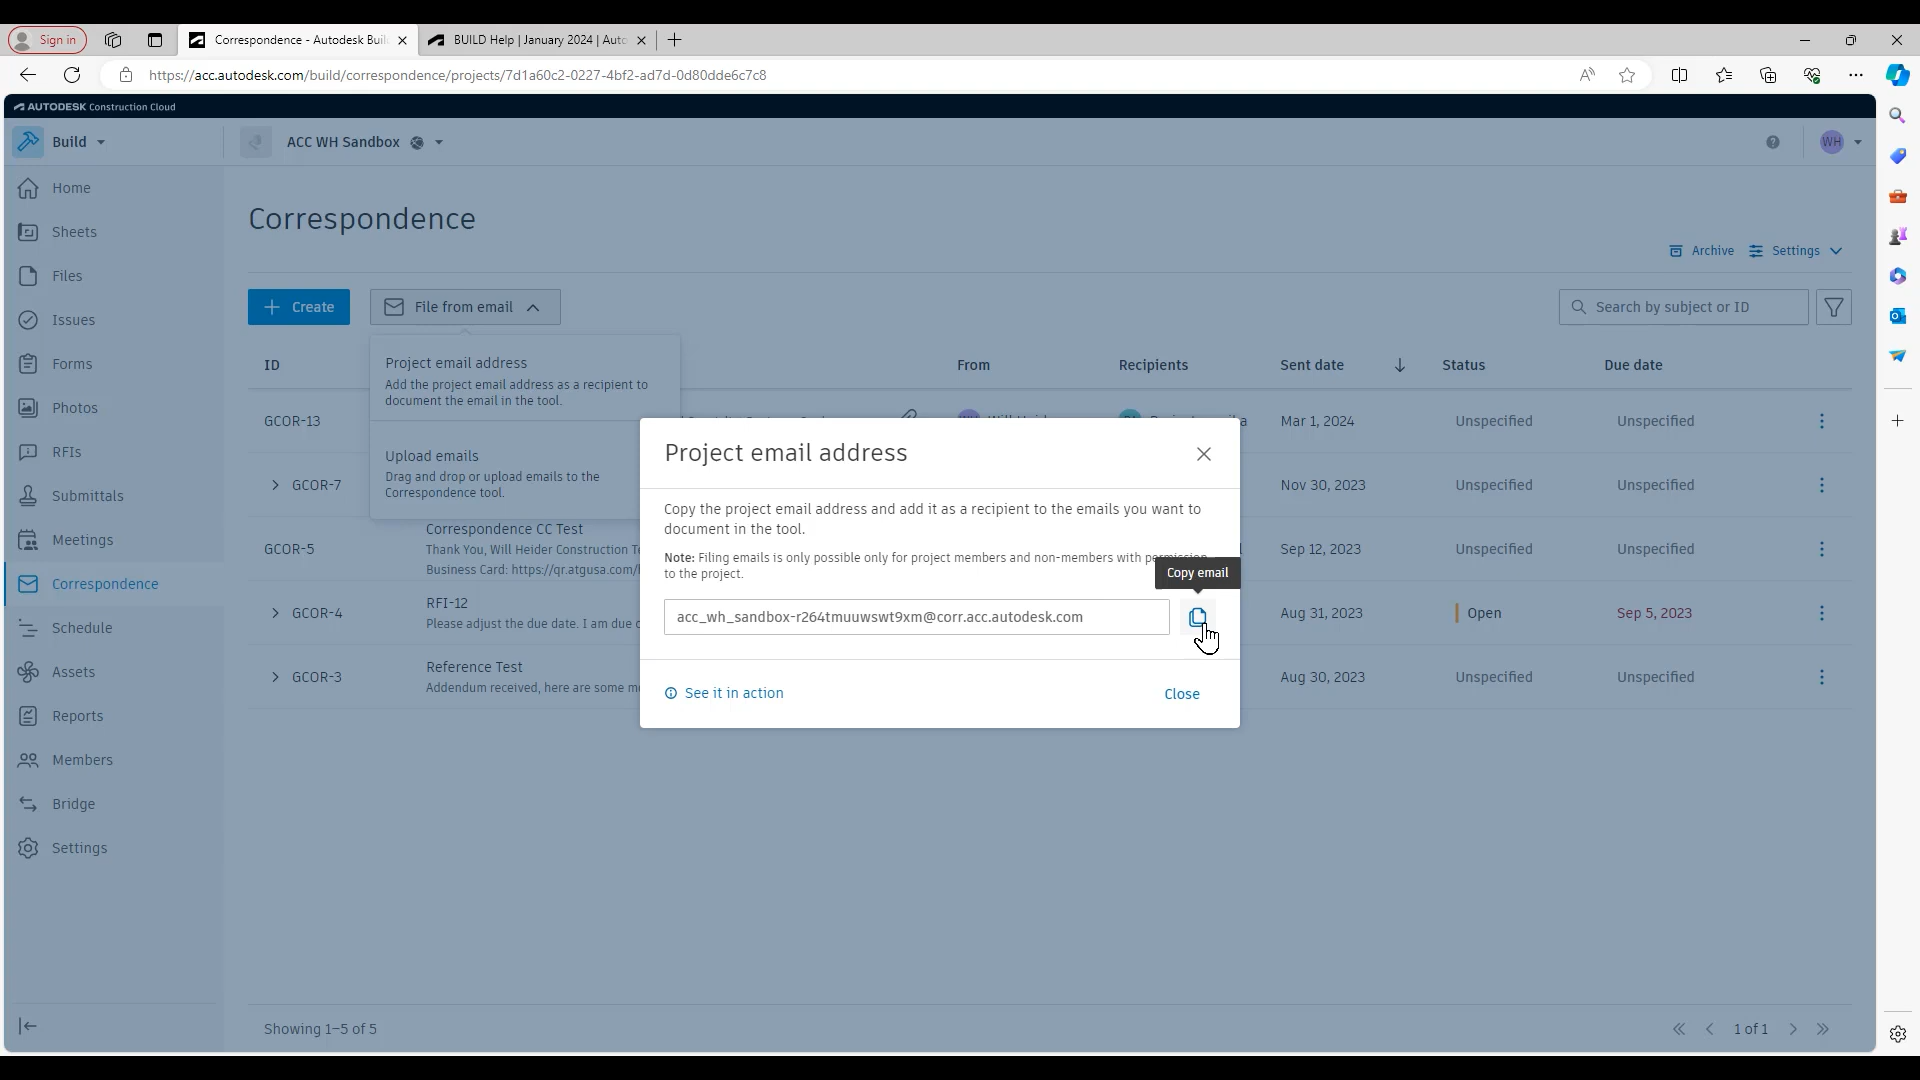 Sign in
Correspondence - Autodesk Buil
BUILD Help | January 2024 | Auto
https://acc.autodesk.com/build/correspondence/projects/7d1a60c2-0227-4bf2-ad7d-0d80dde6c7c8
AUTODESK Construction Cloud
Build
ACC WH Sandbox
WH
Home
Sheets
Files
Issues
Forms
Photos
RFIs
Submittals
Meetings
Correspondence
Schedule
Assets
Reports
Members
Bridge
Settings
Correspondence
Archive
Settings
Create
File from email
Search by subject or ID
Project email address
Add the project email address as a recipient to
document the email in the tool.
Upload emails
Drag and drop or upload emails to the
Correspondence tool.
ID
From
Recipients
Sent date
Status
Due date
GCOR-13
Mar 1, 2024
Unspecified
Unspecified
GCOR-7
Nov 30, 2023
Unspecified
Unspecified
GCOR-5
Correspondence CC Test
Thank You, Will Heider Construction Te
Business Card: https://qr.atgusa.com/
Sep 12, 2023
Unspecified
Unspecified
GCOR-4
RFI-12
Please adjust the due date. I am due
Aug 31, 2023
Open
Sep 5, 2023
GCOR-3
Reference Test
Addendum received, here are some m
Aug 30, 2023
Unspecified
Unspecified
Project email address
Copy the project email address and add it as a recipient to the emails you want to
document in the tool.
Note: Filing emails is only possible only for project members and non-members with permission
to the project.
Copy email
acc_wh_sandbox-r264tmuuwswt9xm@corr.acc.autodesk.com
See it in action
Close
Showing 1–5 of 5
1 of 1